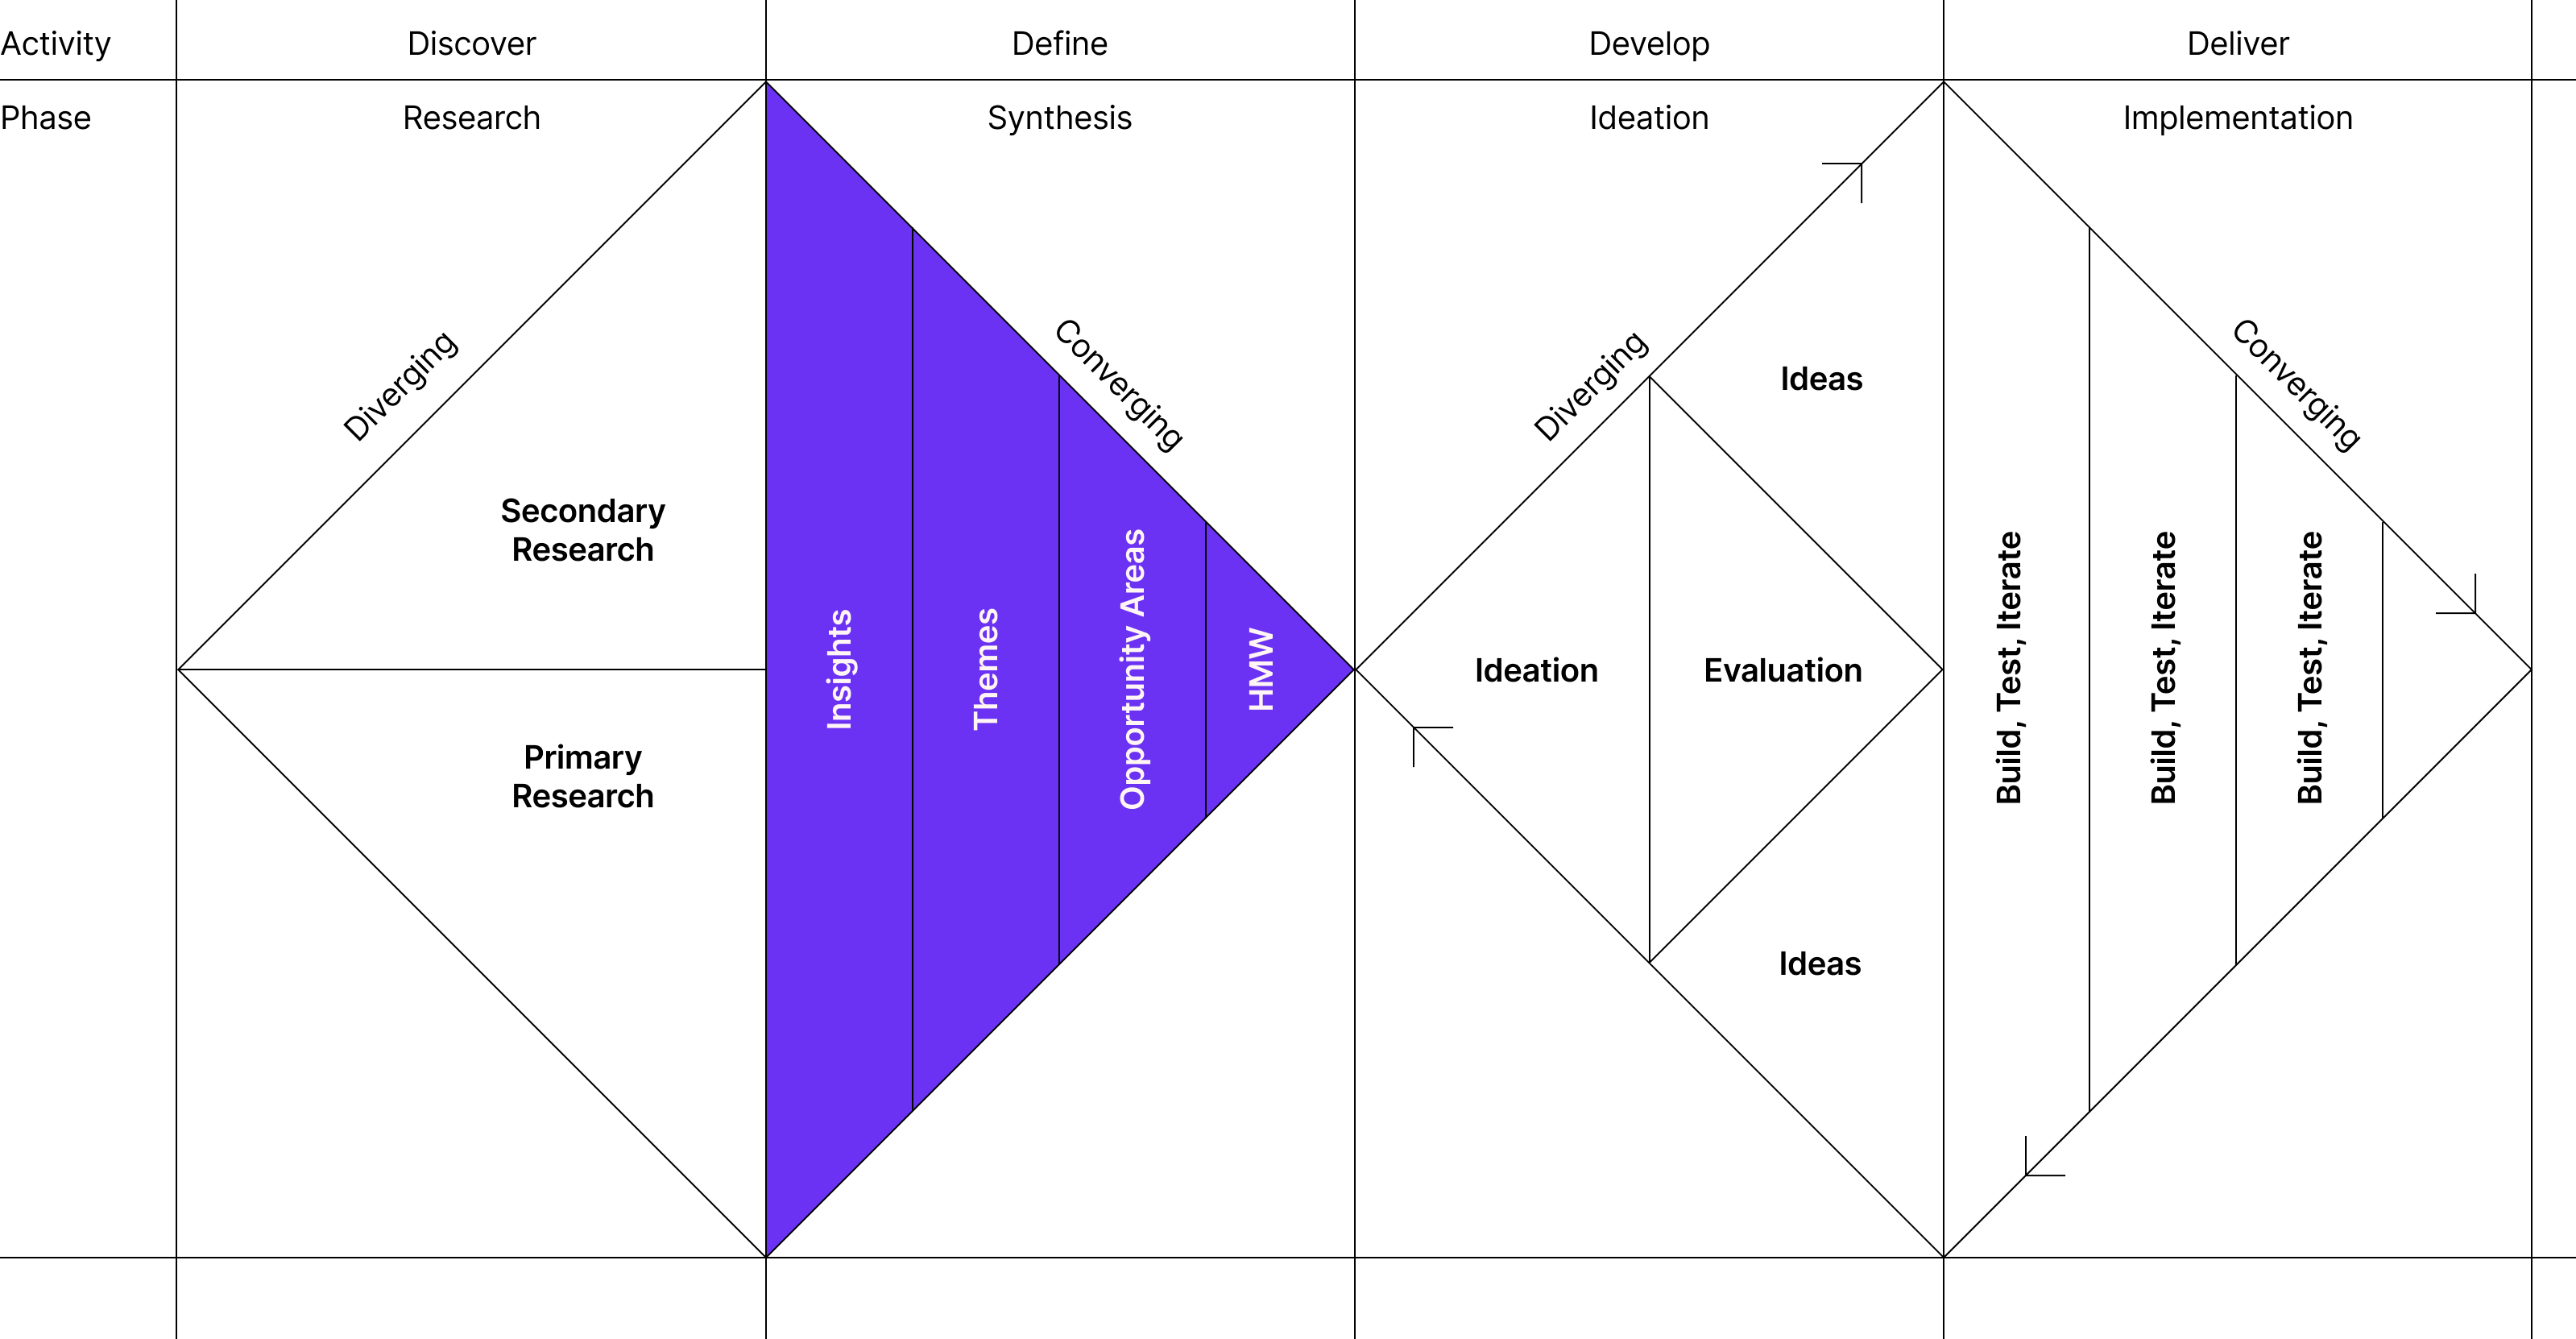 Activity
Discover
Define
Develop
Deliver
Phase
Research
Synthesis
Ideation
Implementation
Diverging
Secondary
Research
Primary
Research
Converging
Insights
Themes
Opportunity Areas
HMW
Diverging
Ideas
Ideation
Evaluation
Ideas
Converging
Build, Test, Iterate
Build, Test, Iterate
Build, Test, Iterate